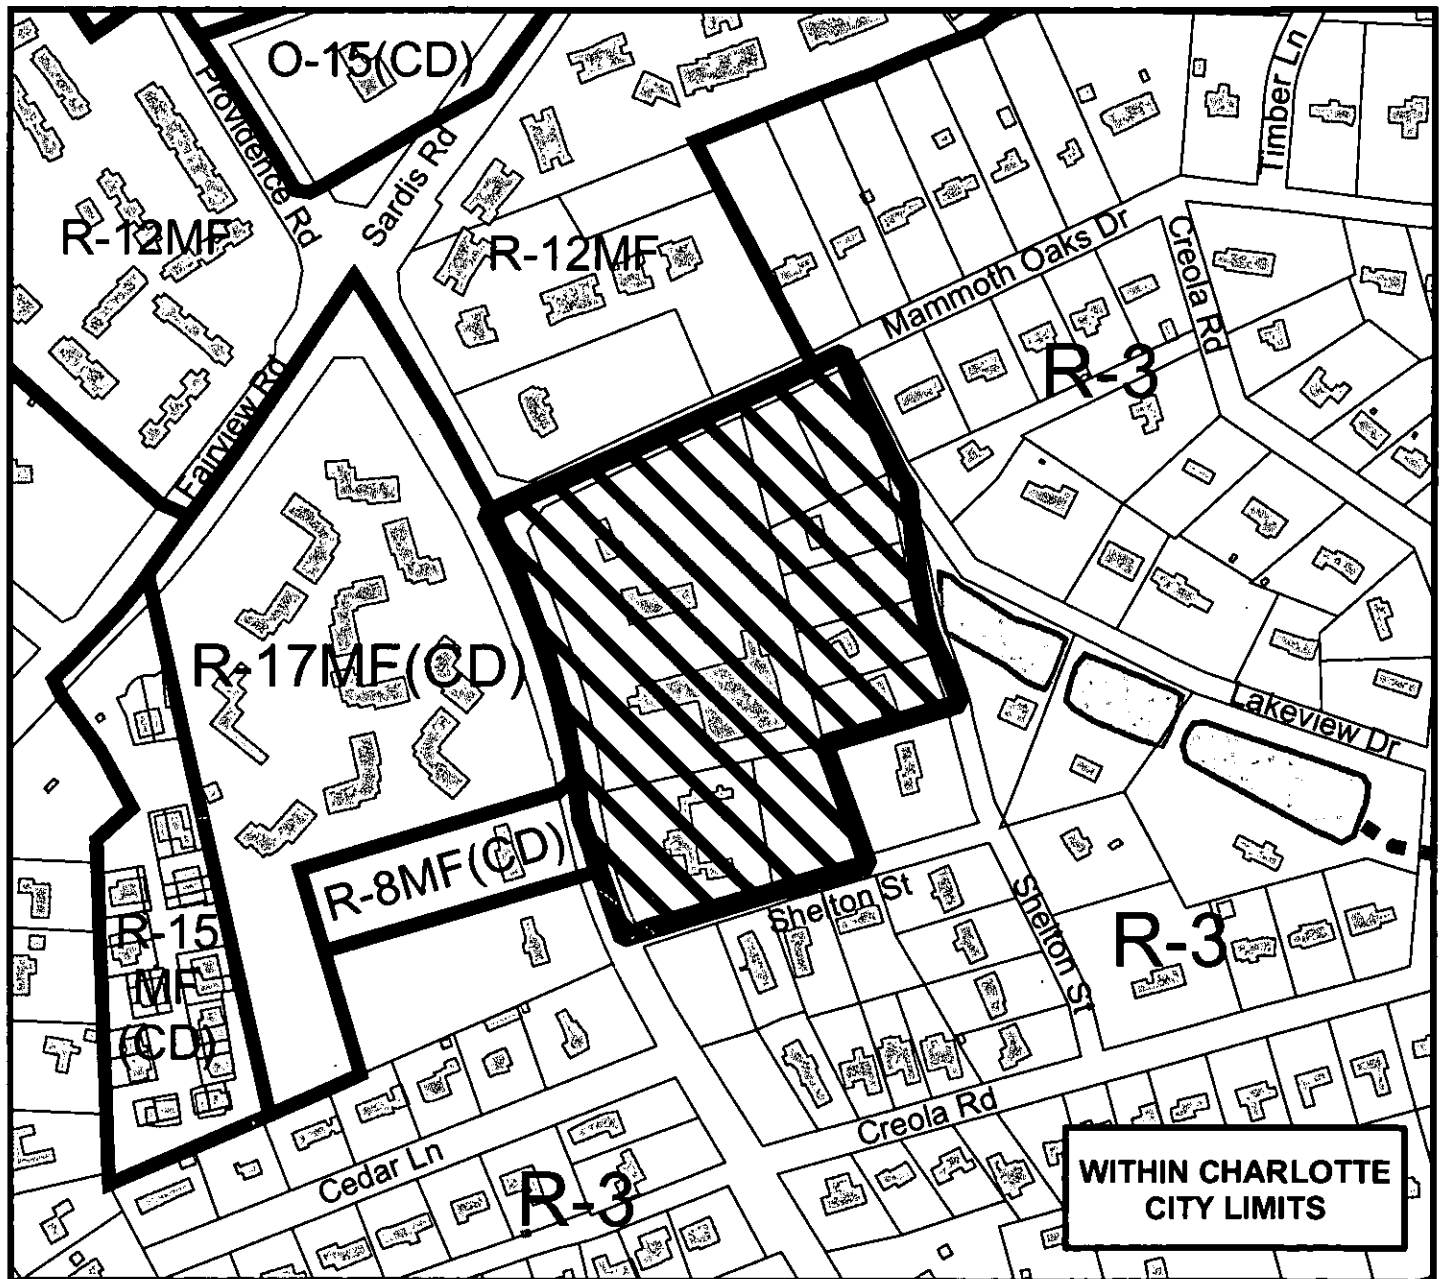 O-15(CD)
Timber Ln
Providence Rd
Sardis Rd
R-12MF
R-12MF
Mammoth Oaks Dr
Creola Rd
R-3
Fairview Rd
R-17MF(CD)
Lakeview Dr
R-8MF(CD)
Shelton St
Shelton St
R-15
MF
(CD)
R-3
Creola Rd
Cedar Ln
R-3
WITHIN CHARLOTTE
CITY LIMITS